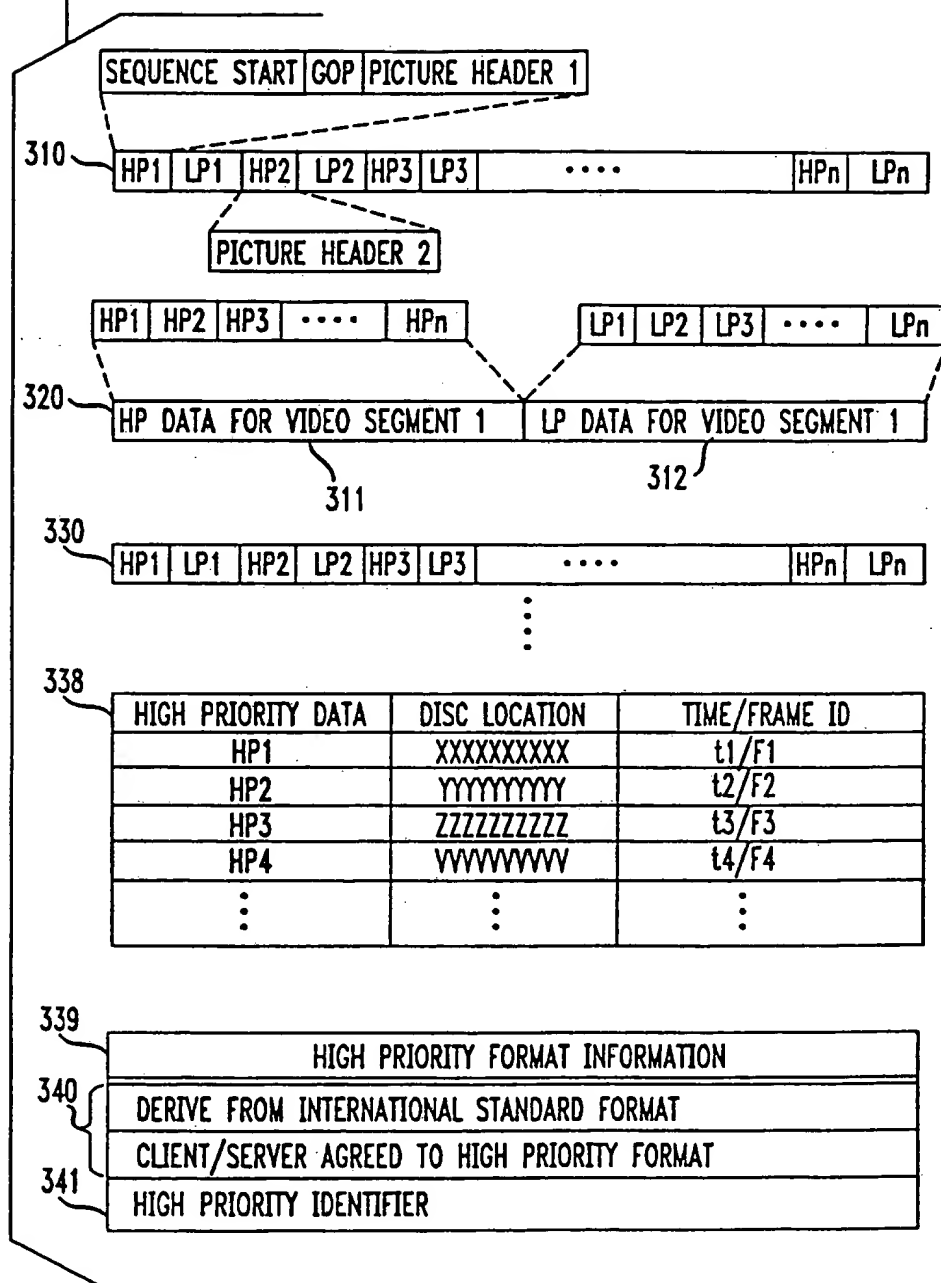 SEQUENCE START GOP PICTURE HEADER 1
310 HP1 LP1 HP2 LP2 HP3 LP3 .... HPn LPn
PICTURE HEADER 2
HP1 HP2 HP3 .... HPn LP1 LP2 LP3 .... LPn
320 HP DATA FOR VIDEO SEGMENT 1 LP DATA FOR VIDEO SEGMENT 1
311 312
330 HP1 LP1 HP2 LP2 HP3 LP3 .... HPn LPn
338
HIGH PRIORITY DATA DISC LOCATION TIME/FRAME ID
HP1 XXXXXXXXXX t1/F1
HP2 YYYYYYYYYY t2/F2
HP3 ZZZZZZZZZZ t3/F3
HP4 VVVVVVVVVV t4/F4
339
HIGH PRIORITY FORMAT INFORMATION
340
DERIVE FROM INTERNATIONAL STANDARD FORMAT
CLIENT/SERVER AGREED TO HIGH PRIORITY FORMAT
341
HIGH PRIORITY IDENTIFIER